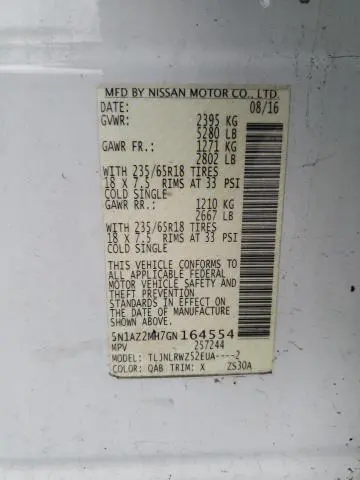 MFD BY NISSAN MOTOR CO., LTD.
DATE: 08/16
GVWR: 2395 KG
5280 LB
GAWR FR.: 1271 KG
2802 LB
WITH 235/65R18 TIRES
18 X 7.5 RIMS AT 33 PSI
COLD SINGLE
GAWR RR.: 1210 KG
2667 LB
WITH 235/65R18 TIRES
18 X 7.5 RIMS AT 33 PSI
COLD SINGLE
THIS VEHICLE CONFORMS TO
ALL APPLICABLE FEDERAL
MOTOR VEHICLE SAFETY AND
THEFT PREVENTION
STANDARDS IN EFFECT ON
THE DATE OF MANUFACTURE
SHOWN ABOVE.
5N1AZ2MH7GN164554
MPV 257244
MODEL: TLJNLRWZ52EUA----2
COLOR: QAB TRIM: X ZS30A